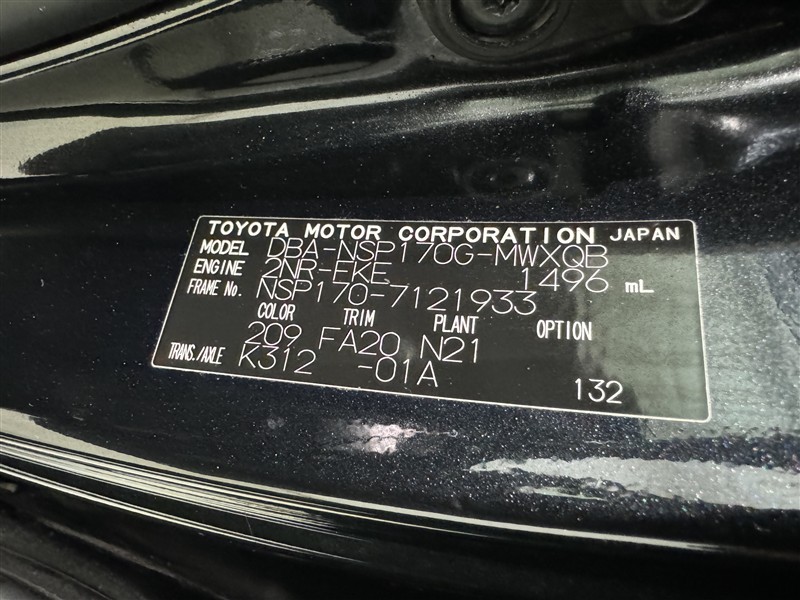 TOYOTA MOTOR CORPORATION JAPAN
MODEL DBA-NSP170G-MWXQB
ENGINE 2NR-FKE 1496 mL
FRAME No. NSP170-7121933
COLOR TRIM PLANT OPTION
209 FA20 N21
TRANS./AXLE K312 -01A
132